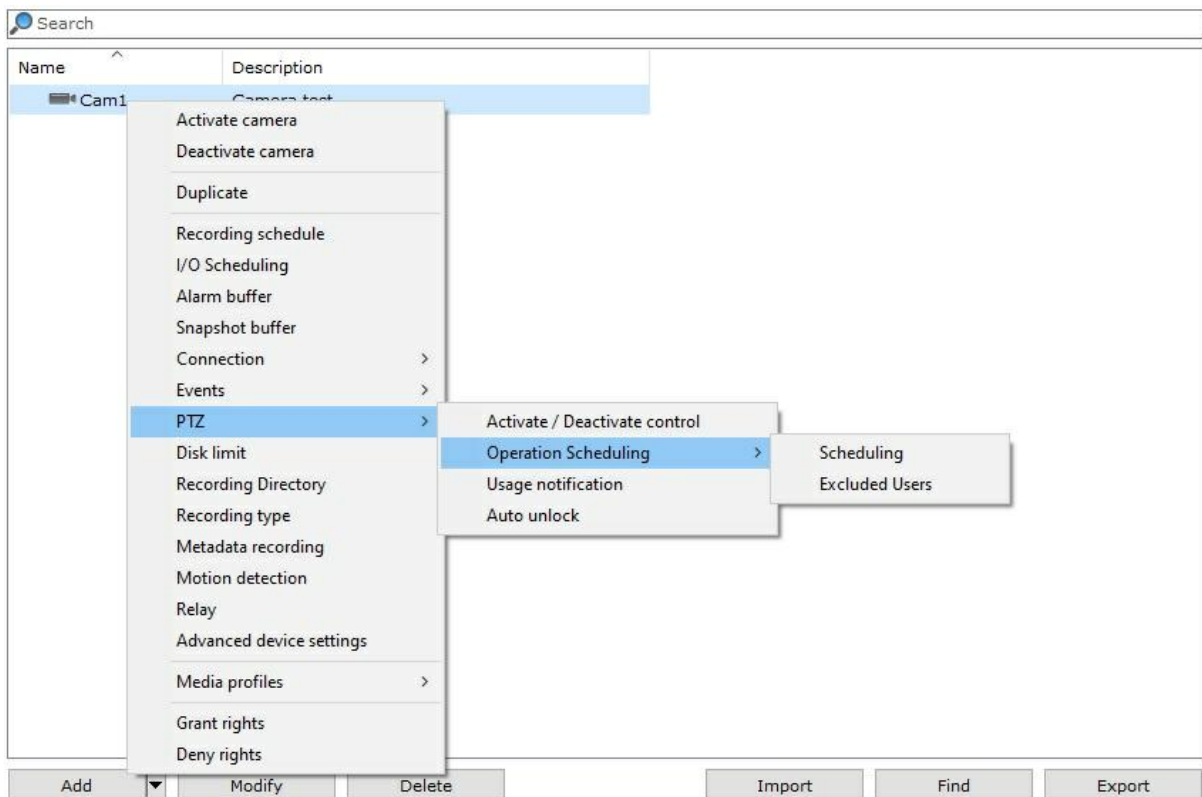 Search
Name Description
Cam1 Camera test
Activate camera
Deactivate camera
Duplicate
Recording schedule
I/O Scheduling
Alarm buffer
Snapshot buffer
Connection
Events
PTZ
Activate / Deactivate control
Disk limit
Operation Scheduling
Scheduling
Recording Directory
Usage notification
Excluded Users
Recording type
Auto unlock
Metadata recording
Motion detection
Relay
Advanced device settings
Media profiles
Grant rights
Deny rights
Add Modify Delete Import Find Export